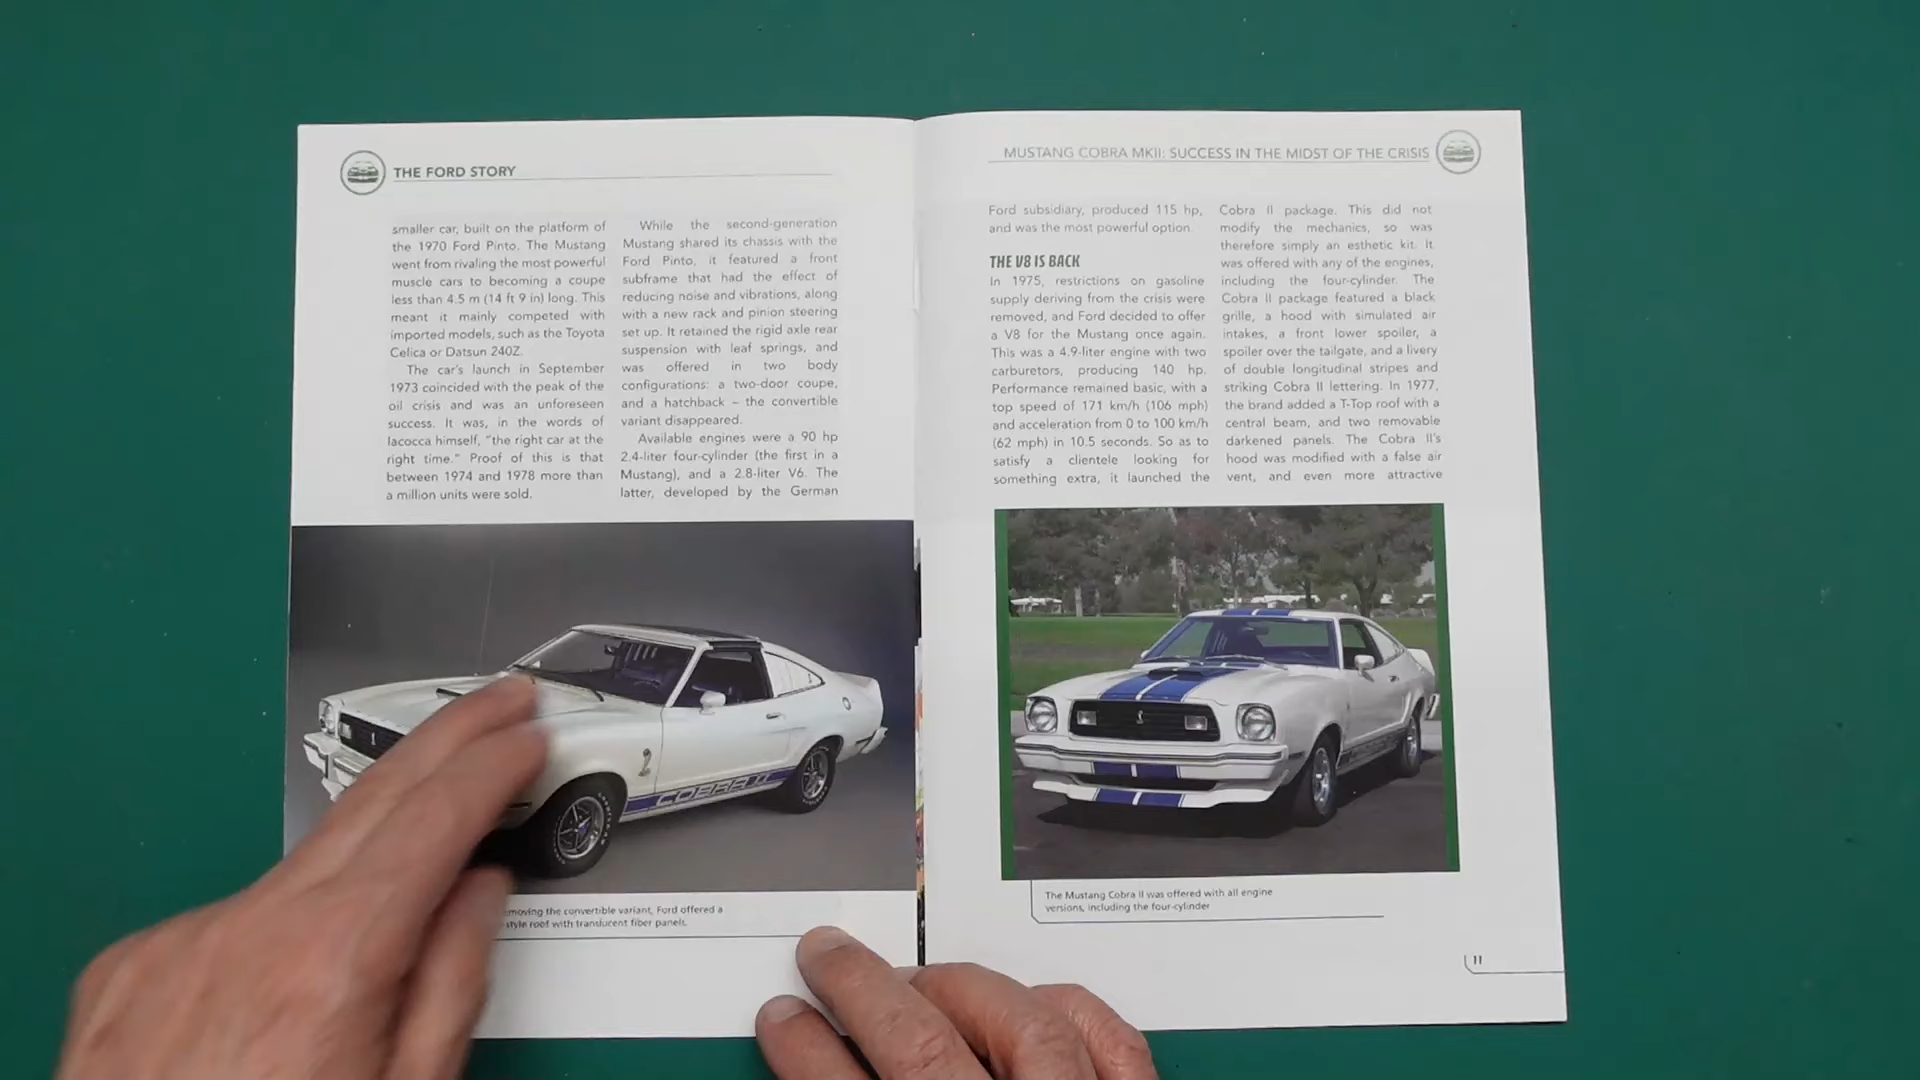 THE FORD STORY
smaller car, built on the platform of
the 1970 Ford Pinto. The Mustang
went from rivaling the most powerful
muscle cars to becoming a coupe
less than 4.5 m (14 ft 9 in) long. This
meant it mainly competed with
imported models, such as the Toyota
Celica or Datsun 240Z.
The car's launch in September
1973 coincided with the peak of the
oil crisis and was an unforeseen
success. It was, in the words of
Iacocca himself, "the right car at the
right time." Proof of this is that
between 1974 and 1978 more than
a million units were sold.
While the second-generation
Mustang shared its chassis with the
Ford Pinto, it featured a front
subframe that had the effect of
reducing noise and vibrations, along
with a new rack and pinion steering
set up. It retained the rigid axle rear
suspension with leaf springs, and
was offered in two body
configurations: a two-door coupe,
and a hatchback – the convertible
variant disappeared.
Available engines were a 90 hp
2.4-liter four-cylinder (the first in a
Mustang), and a 2.8-liter V6. The
latter, developed by the German
COBRA II
moving the convertible variant, Ford offered a
style roof with translucent fiber panels.
MUSTANG COBRA MKII: SUCCESS IN THE MIDST OF THE CRISIS
Ford subsidiary, produced 115 hp,
and was the most powerful option.
THE V8 IS BACK
In 1975, restrictions on gasoline
supply deriving from the crisis were
removed, and Ford decided to offer
a V8 for the Mustang once again.
This was a 4.9-liter engine with two
carburetors, producing 140 hp.
Performance remained basic, with a
top speed of 171 km/h (106 mph)
and acceleration from 0 to 100 km/h
(62 mph) in 10.5 seconds. So as to
satisfy a clientele looking for
something extra, it launched the
Cobra II package. This did not
modify the mechanics, so was
therefore simply an esthetic kit. It
was offered with any of the engines,
including the four-cylinder. The
Cobra II package featured a black
grille, a hood with simulated air
intakes, a front lower spoiler, a
spoiler over the tailgate, and a livery
of double longitudinal stripes and
striking Cobra II lettering. In 1977,
the brand added a T-Top roof with a
central beam, and two removable
darkened panels. The Cobra II's
hood was modified with a false air
vent, and even more attractive
The Mustang Cobra II was offered with all engine
versions, including the four-cylinder
11